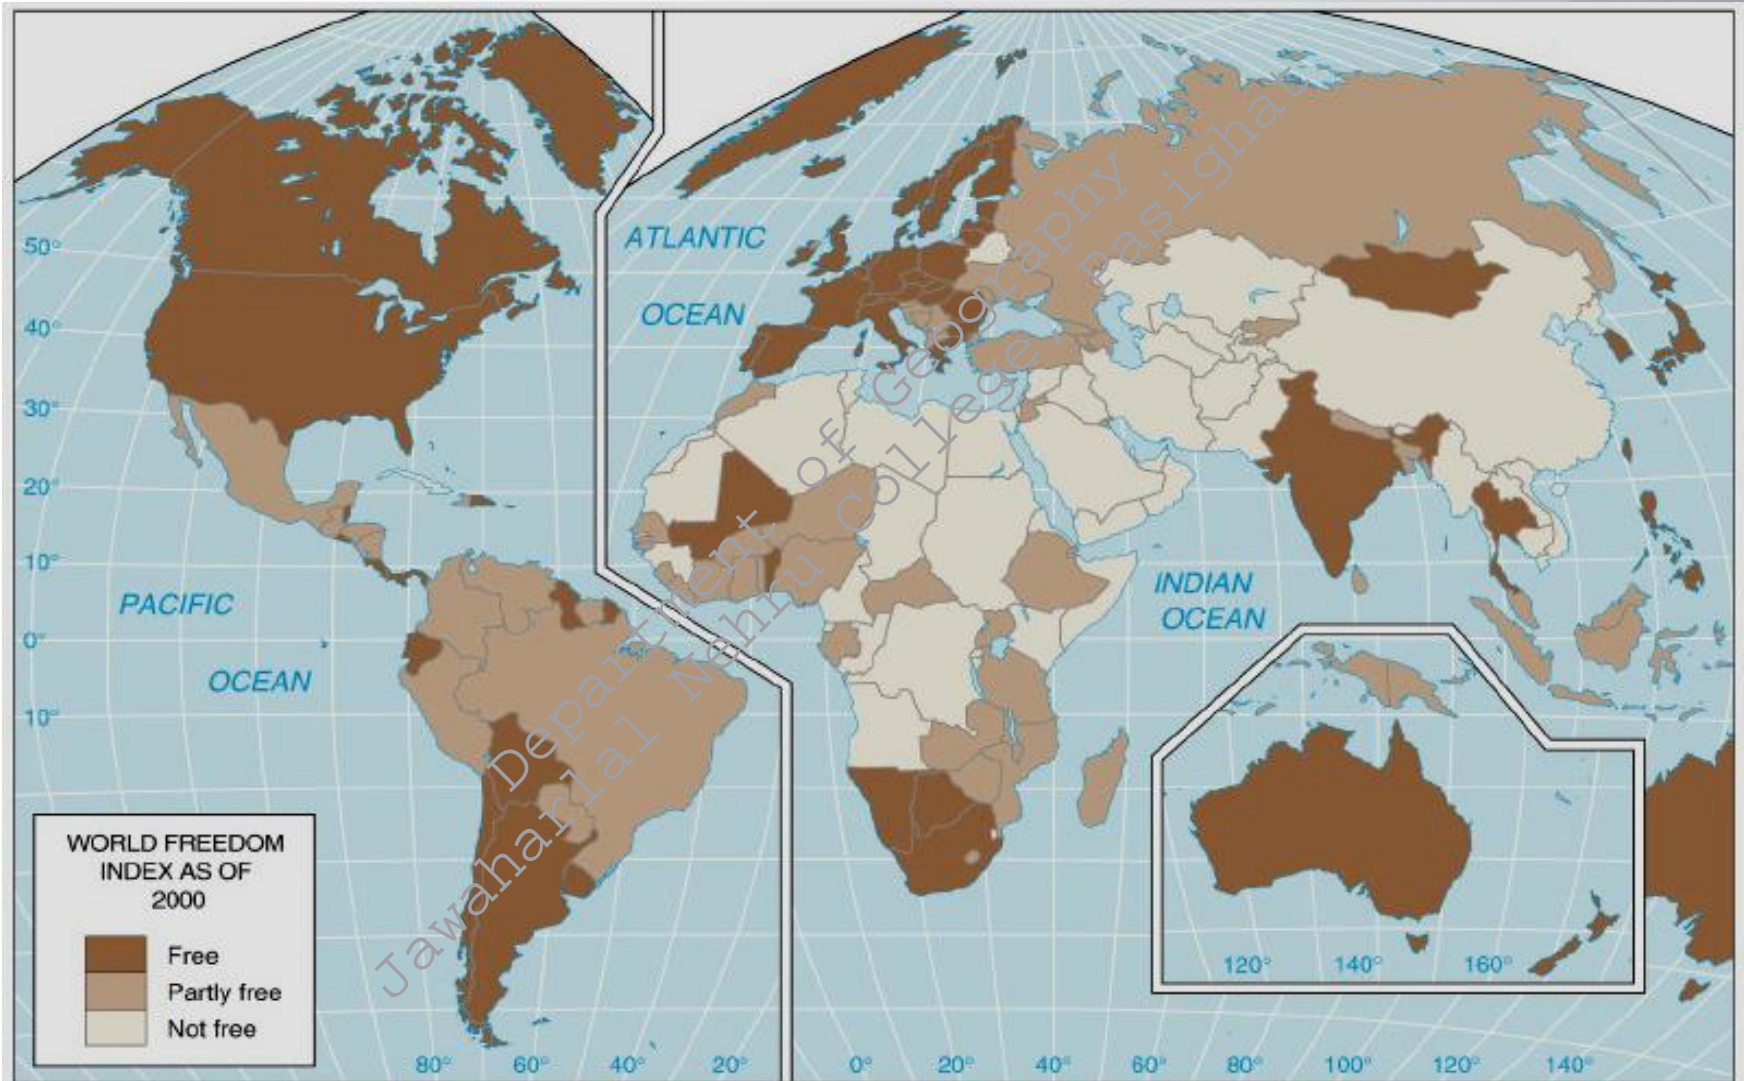 ATLANTIC
OCEAN
50°
40°
30°
20°
10°
0°
10°
PACIFIC
OCEAN
INDIAN
OCEAN
WORLD FREEDOM
INDEX AS OF
2000
Free
Partly free
Not free
120° 140° 160°
80° 60° 40° 20° 0° 20° 40° 60° 80° 100° 120° 140°
Department of Geography
Jawaharlal Nehru College, Pasighat